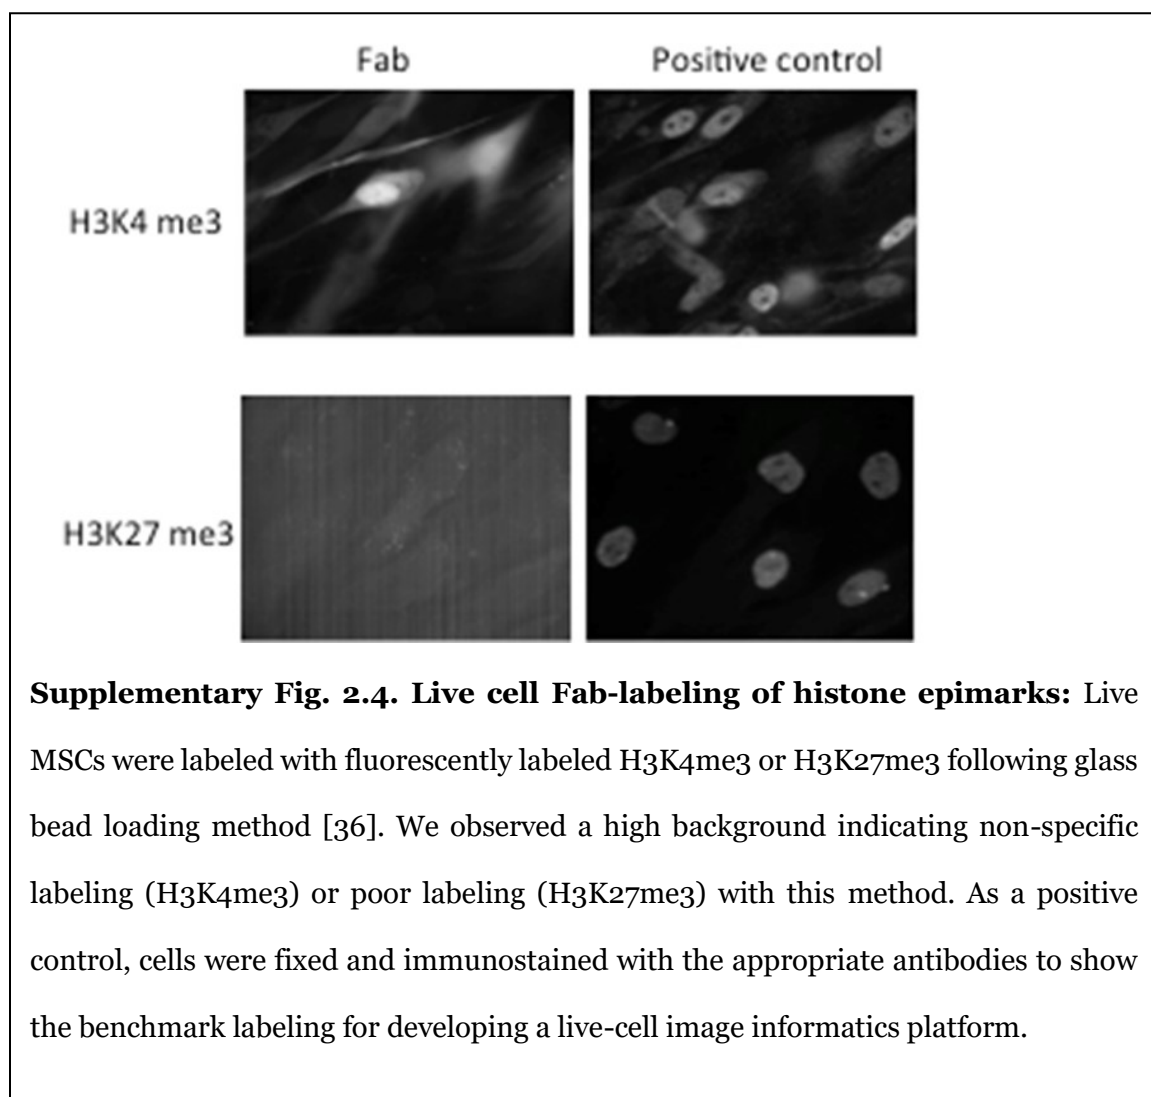 Fab Positive control
H3K4 me3
H3K27 me3
Supplementary Fig. 2.4. Live cell Fab-labeling of histone epimarks: Live
MSCs were labeled with fluorescently labeled H3K4me3 or H3K27me3 following glass
bead loading method [36]. We observed a high background indicating non-specific
labeling (H3K4me3) or poor labeling (H3K27me3) with this method. As a positive
control, cells were fixed and immunostained with the appropriate antibodies to show
the benchmark labeling for developing a live-cell image informatics platform.